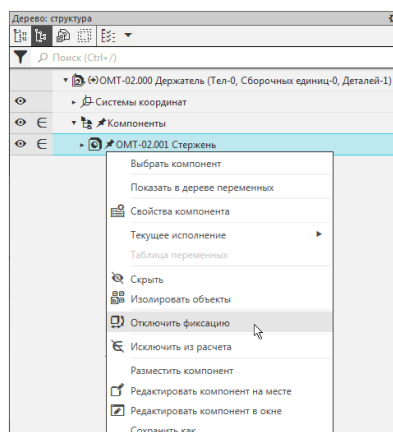 Дерево: структура
Поиск (Ctrl+/)
(+)ОМТ-02.000 Держатель (Тел-0, Сборочных единиц-0, Деталей-1)
Системы координат
Компоненты
ОМТ-02.001 Стержень
Выбрать компонент
Показать в дереве переменных
Свойства компонента
Текущее исполнение
Таблица переменных
Скрыть
Изолировать объекты
Отключить фиксацию
Исключить из расчета
Разместить компонент
Редактировать компонент на месте
Редактировать компонент в окне
Сохранить как